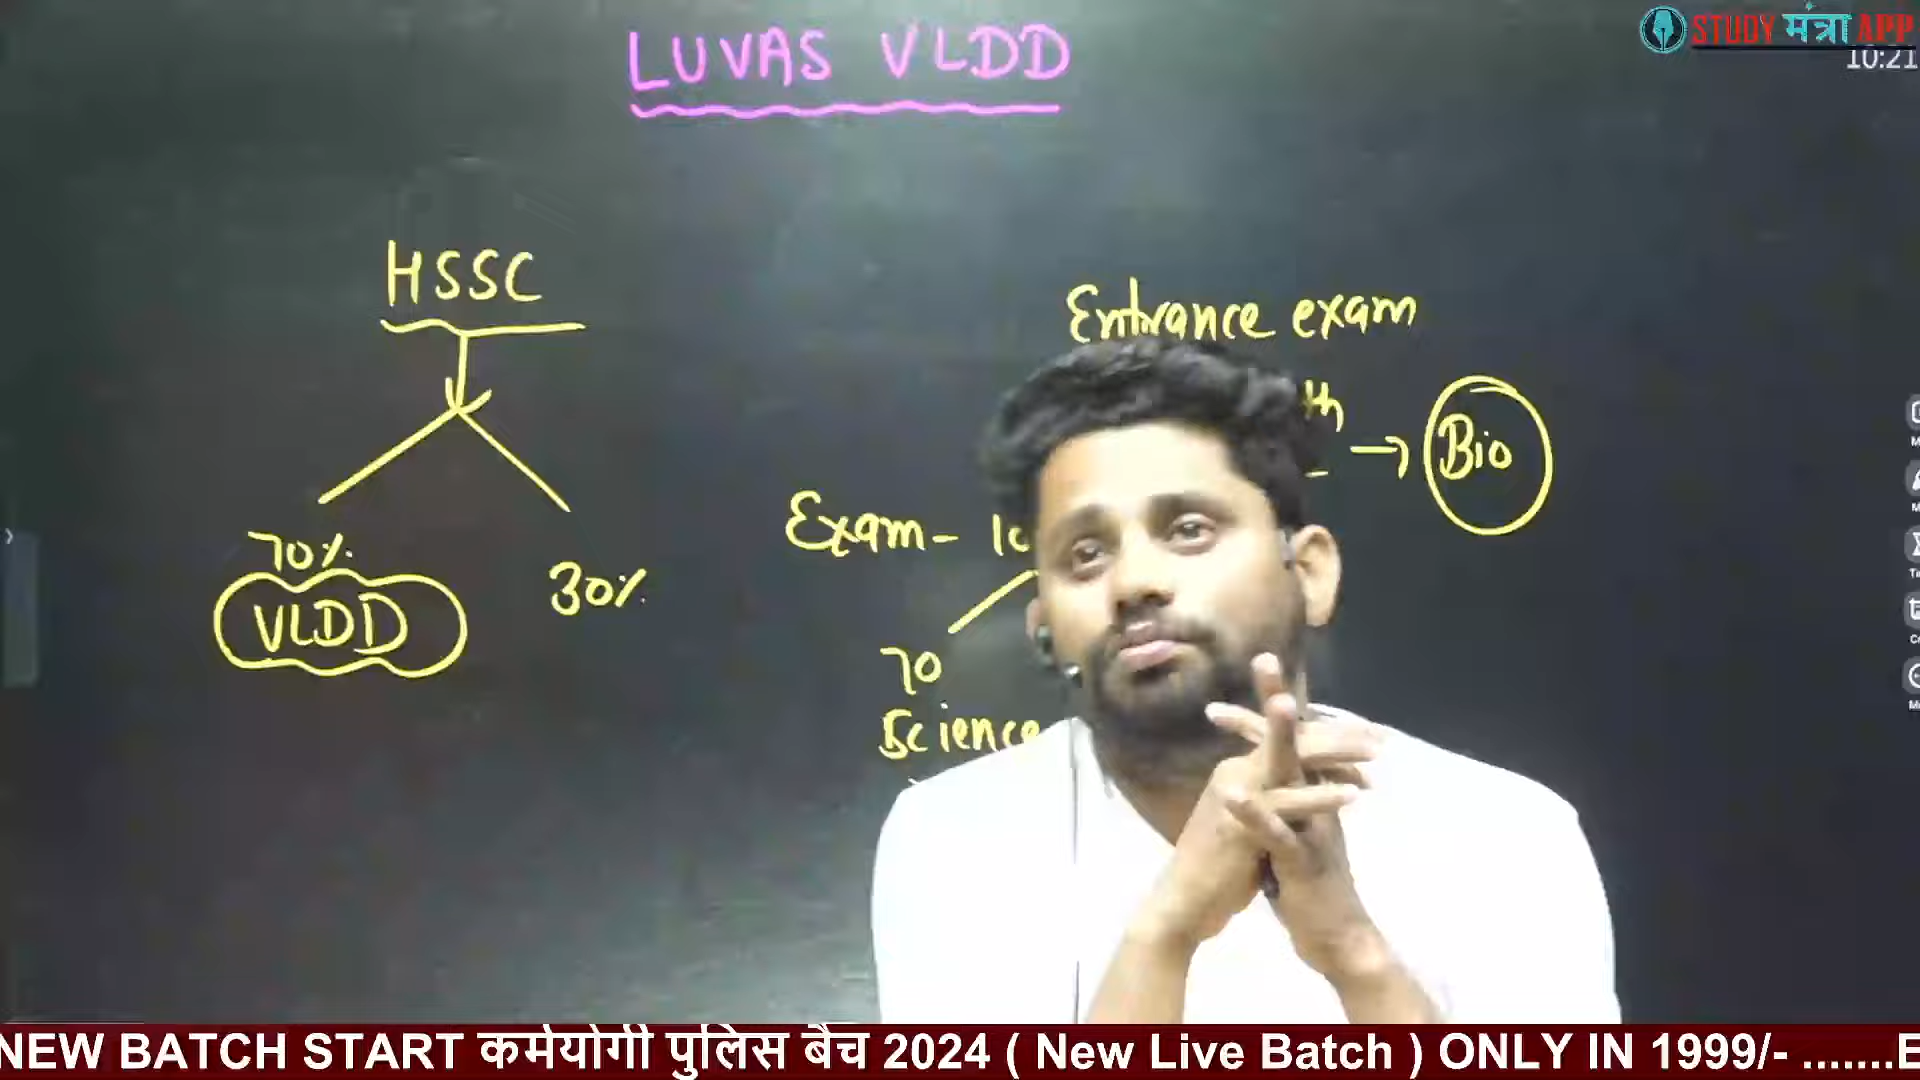 LUVAS VLDD
STUDY मंत्रा APP
10:21
HSSC
Entrance exam
Bio
Exam-
70%
VLDD
30%
70
Science
NEW BATCH START कर्मयोगी पुलिस बैच 2024 ( New Live Batch ) ONLY IN 1999/- .......E